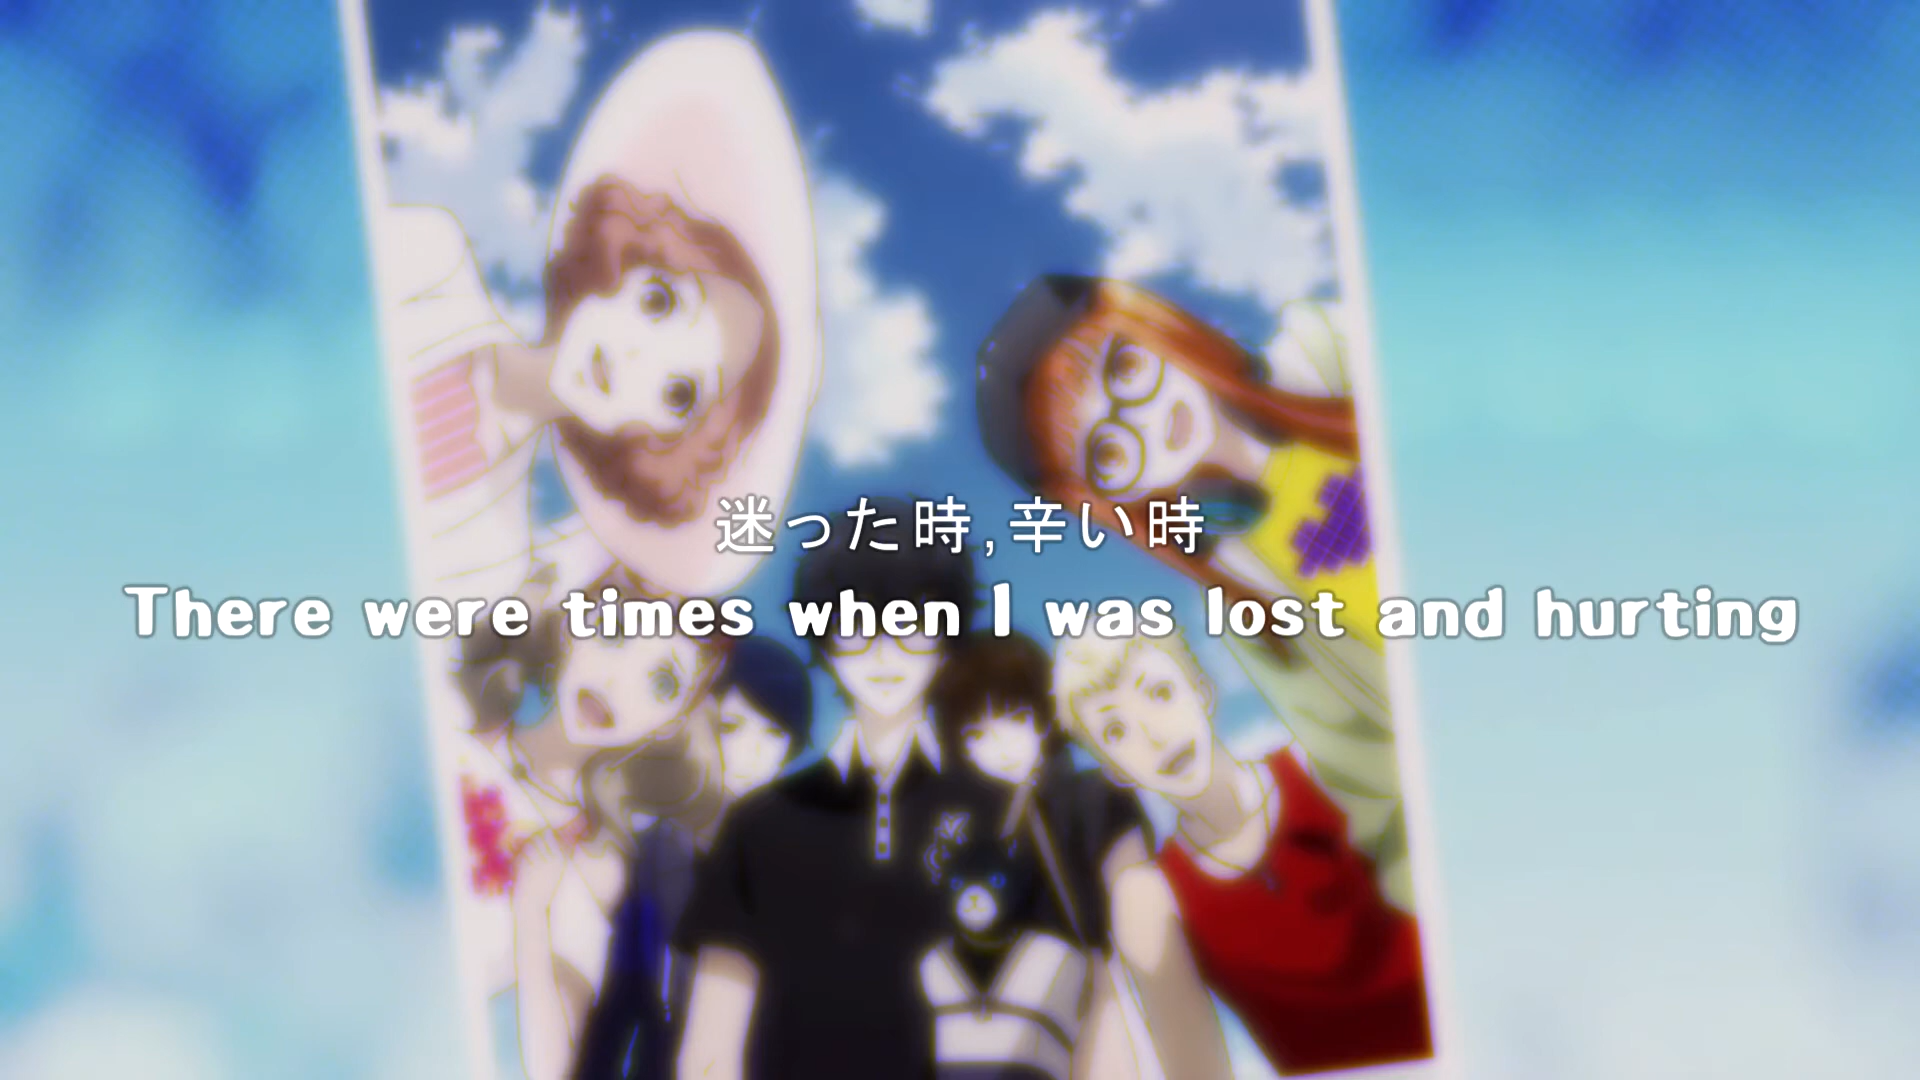 迷った時,辛い時
There were times when I was lost and hurting